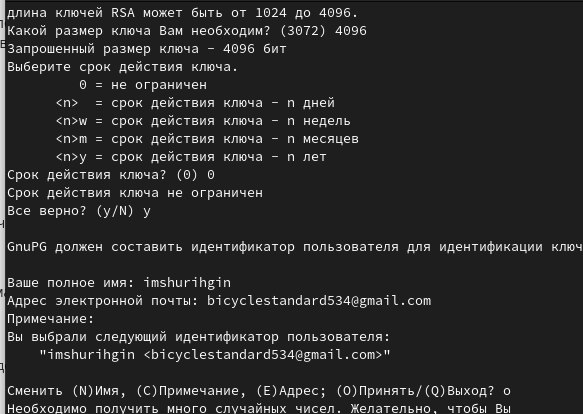 длина ключей RSA может быть от 1024 до 4096.
Какой размер ключа Вам необходим? (3072) 4096
Запрошенный размер ключа - 4096 бит
Выберите срок действия ключа.
         0 = не ограничен
      <n>  = срок действия ключа - n дней
      <n>w = срок действия ключа - n недель
      <n>m = срок действия ключа - n месяцев
      <n>y = срок действия ключа - n лет
Срок действия ключа? (0) 0
Срок действия ключа не ограничен
Все верно? (y/N) y
GnuPG должен составить идентификатор пользователя для идентификации ключ
Ваше полное имя: imshurihgin
Адрес электронной почты: bicyclestandard534@gmail.com
Примечание:
Вы выбрали следующий идентификатор пользователя:
    "imshurihgin <bicyclestandard534@gmail.com>"
Сменить (N)Имя, (C)Примечание, (E)Адрес; (O)Принять/(Q)Выход? o
Необходимо получить много случайных чисел. Желательно, чтобы Вы